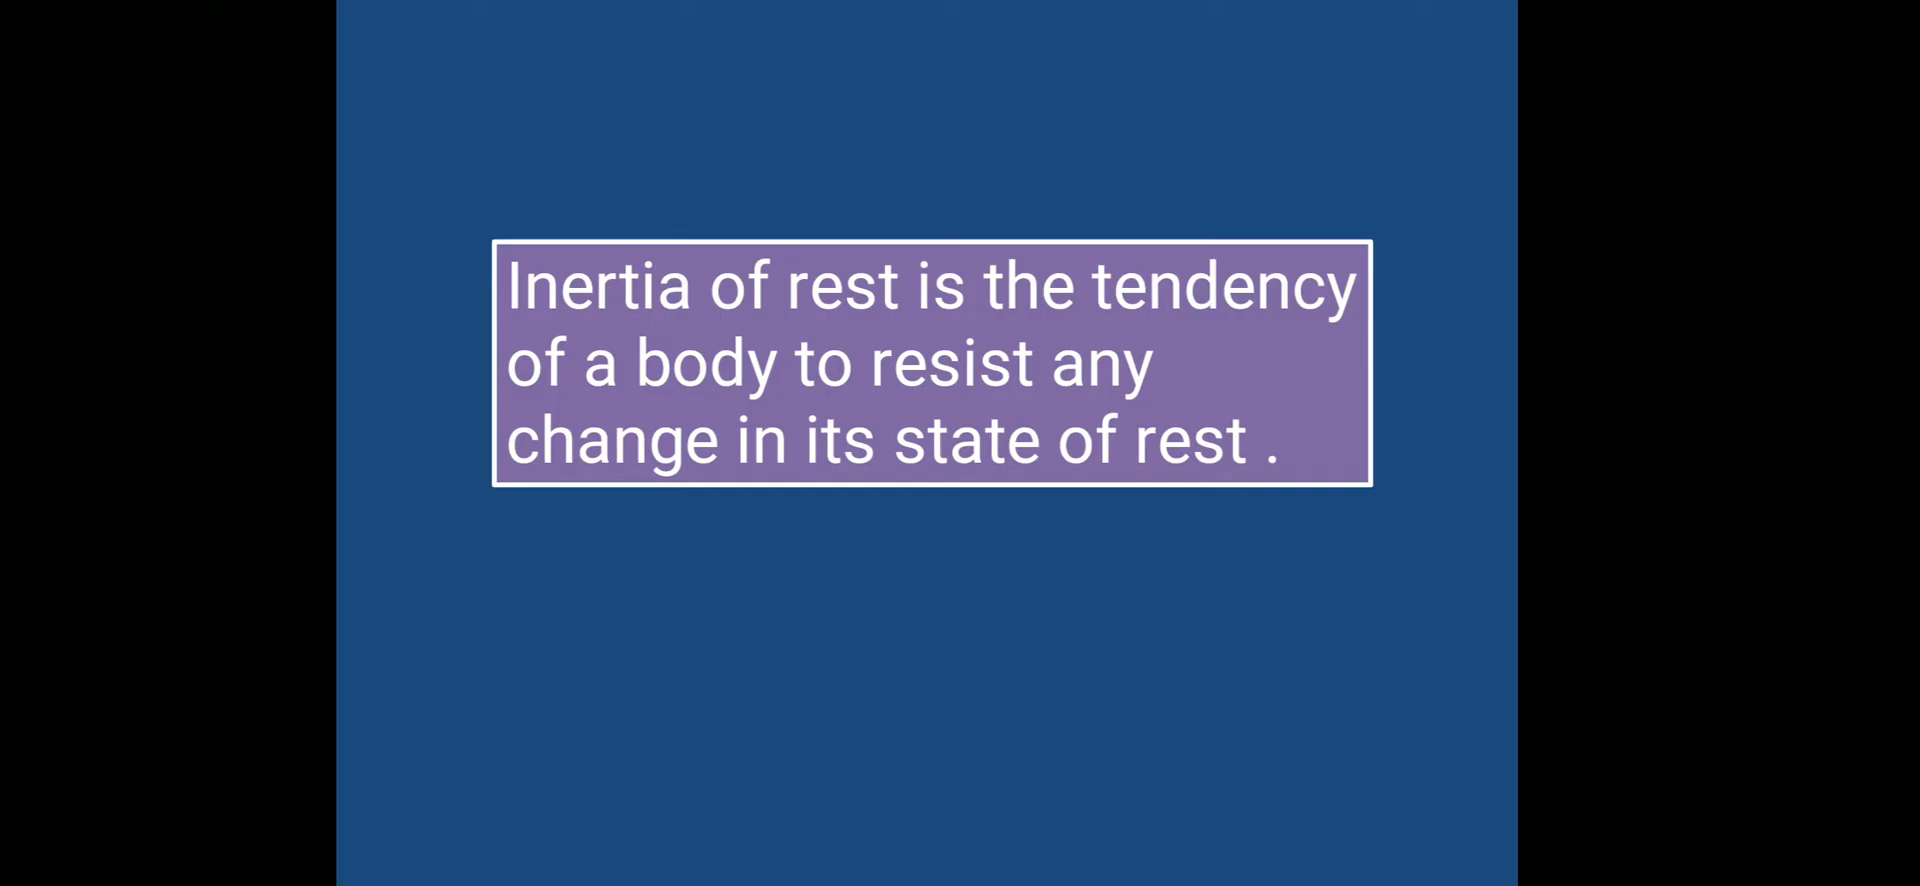 Inertia of rest is the tendency
of a body to resist any
change in its state of rest .